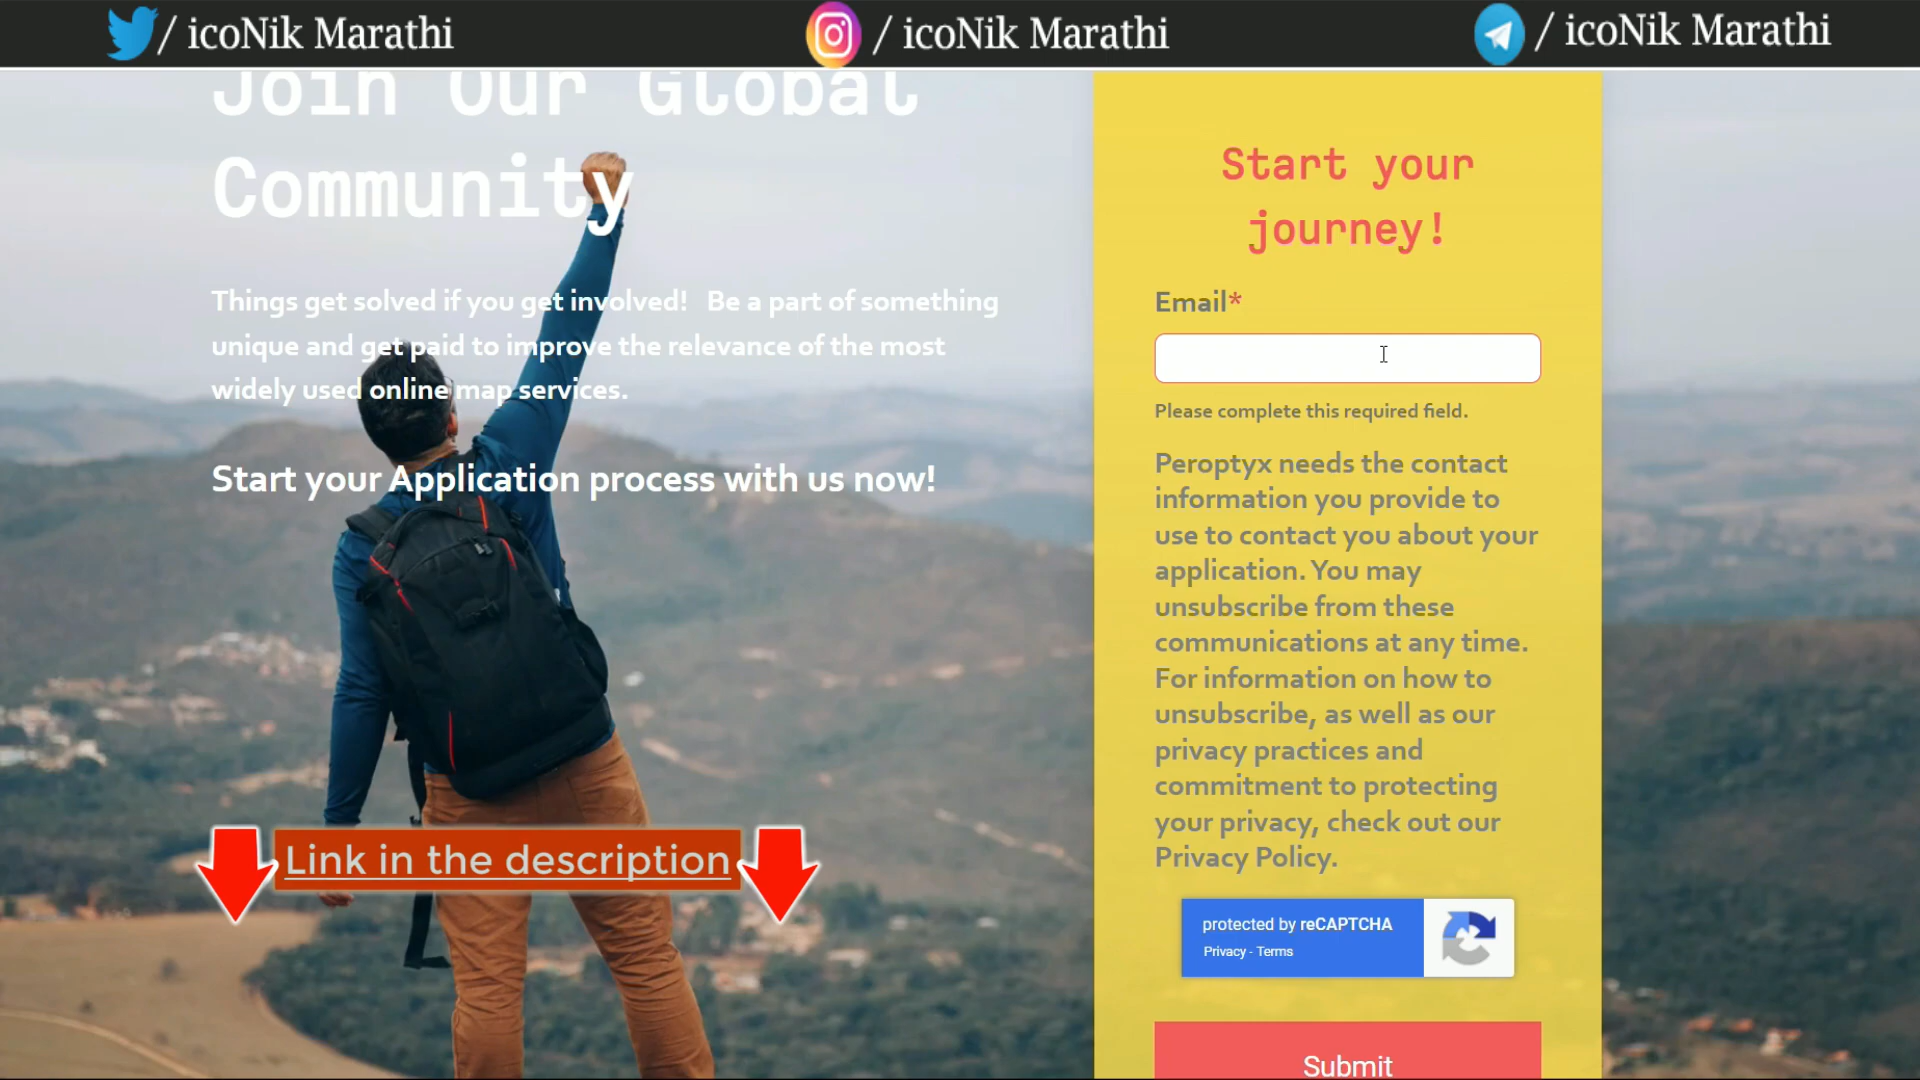 / icoNik Marathi
/ icoNik Marathi
/ icoNik Marathi
Join Our Global
Community
Things get solved if you get involved! Be a part of something
unique and get paid to improve the relevance of the most
widely used online map services.
Start your Application process with us now!
Link in the description
Start your
journey!
Email*
Please complete this required field.
Peroptyx needs the contact
information you provide to
use to contact you about your
application. You may
unsubscribe from these
communications at any time.
For information on how to
unsubscribe, as well as our
privacy practices and
commitment to protecting
your privacy, check out our
Privacy Policy.
protected by reCAPTCHA
Privacy - Terms
Submit